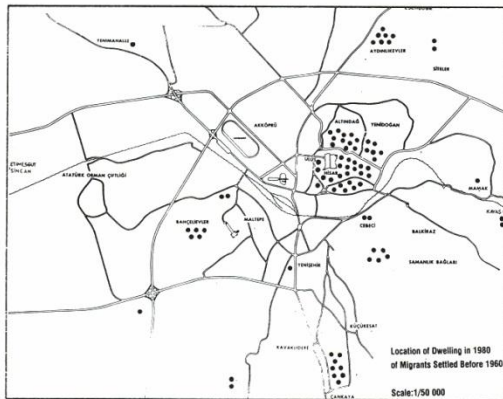 AYDINLIKEVLER
YENİMAHALLE
SİTELER
ALTINDAĞ
YENİDOĞAN
AKKÖPRÜ
ETİMESGUT
SİNCAN
ATATÜRK ORMAN ÇİFTLİĞİ
HİSAR
MAMAK
BAHÇELİEVLER
MALTEPE
CEBECİ
BALKİRAZ
KAYAŞ
SAMANLIK BAĞLARI
YENİŞEHİR
KÜÇÜKESAT
KAVAKLIDERE
ÇANKAYA
Location of Dwelling in 1980
of Migrants Settled Before 1960
Scale:1/50 000